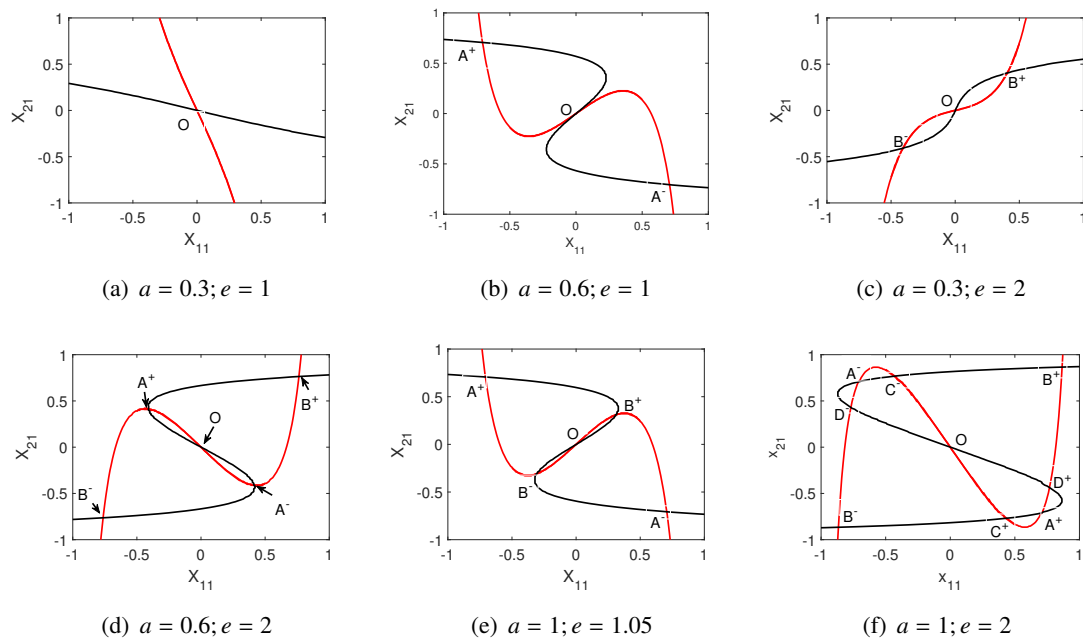 1
0.5
0
-0.5
-1
X21
O
-1 -0.5 0 0.5 1
X11
(a) a = 0.3; e = 1
1
0.5
0
-0.5
-1
X21
A+
O
A-
-1 -0.5 0 0.5 1
X11
(b) a = 0.6; e = 1
1
0.5
0
-0.5
-1
X21
O
B+
B-
-1 -0.5 0 0.5 1
X11
(c) a = 0.3; e = 2
1
0.5
0
-0.5
-1
X21
A+
O
B+
B-
A-
-1 -0.5 0 0.5 1
X11
(d) a = 0.6; e = 2
1
0.5
0
-0.5
-1
X21
A+
B+
O
B-
A-
-1 -0.5 0 0.5 1
X11
(e) a = 1; e = 1.05
1
0.5
0
-0.5
-1
x21
A-
C-
B+
D-
O
D+
B-
C+
A+
-1 -0.5 0 0.5 1
x11
(f) a = 1; e = 2